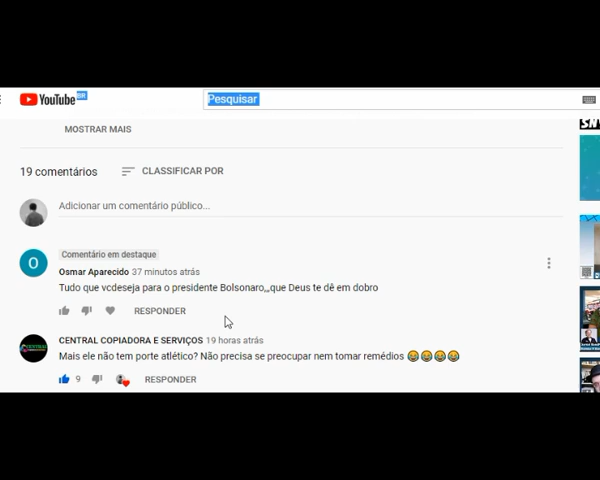 YouTube BR
Pesquisar
MOSTRAR MAIS
19 comentários
CLASSIFICAR POR
Adicionar um comentário público...
O
Comentário em destaque
Osmar Aparecido 37 minutos atrás
Tudo que vcdeseja para o presidente Bolsonaro,,,que Deus te dê em dobro
RESPONDER
CENTRAL COPIADORA E SERVIÇOS 19 horas atrás
Mais ele não tem porte atlético? Não precisa se preocupar nem tomar remédios 😂😂😂😂
9
RESPONDER